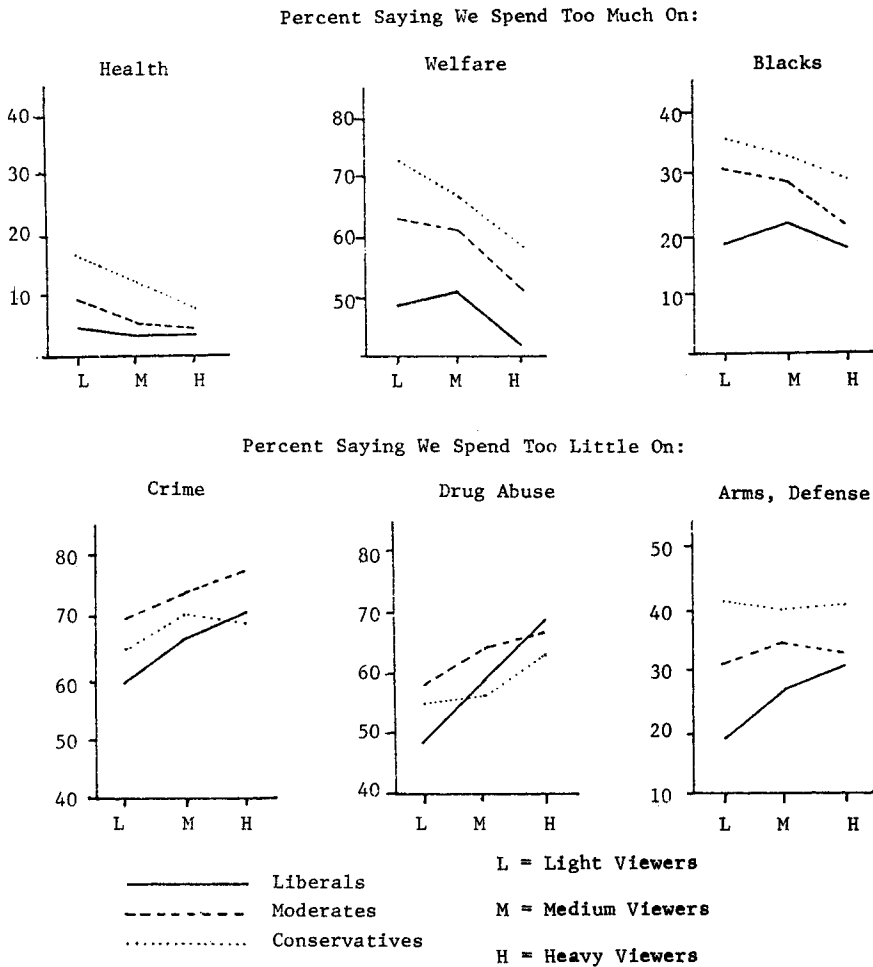 Percent Saying We Spend Too Much On:
Health
Welfare
Blacks
40
30
20
10
L M H
80
70
60
50
L M H
40
30
20
10
L M H
Percent Saying We Spend Too Little On:
Crime
Drug Abuse
Arms, Defense
80
70
60
50
40
L M H
80
70
60
50
40
L M H
50
40
30
20
10
L M H
Liberals
Moderates
Conservatives
L = Light Viewers
M = Medium Viewers
H = Heavy Viewers